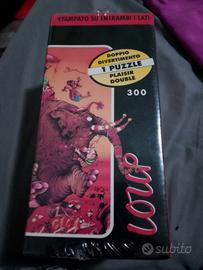 STAMPATO SU ENTRAMBI I LATI
DOPPIO
DIVERTIMENTO
1 PUZZLE
PLAISIR
DOUBLE
300
Loup
subito